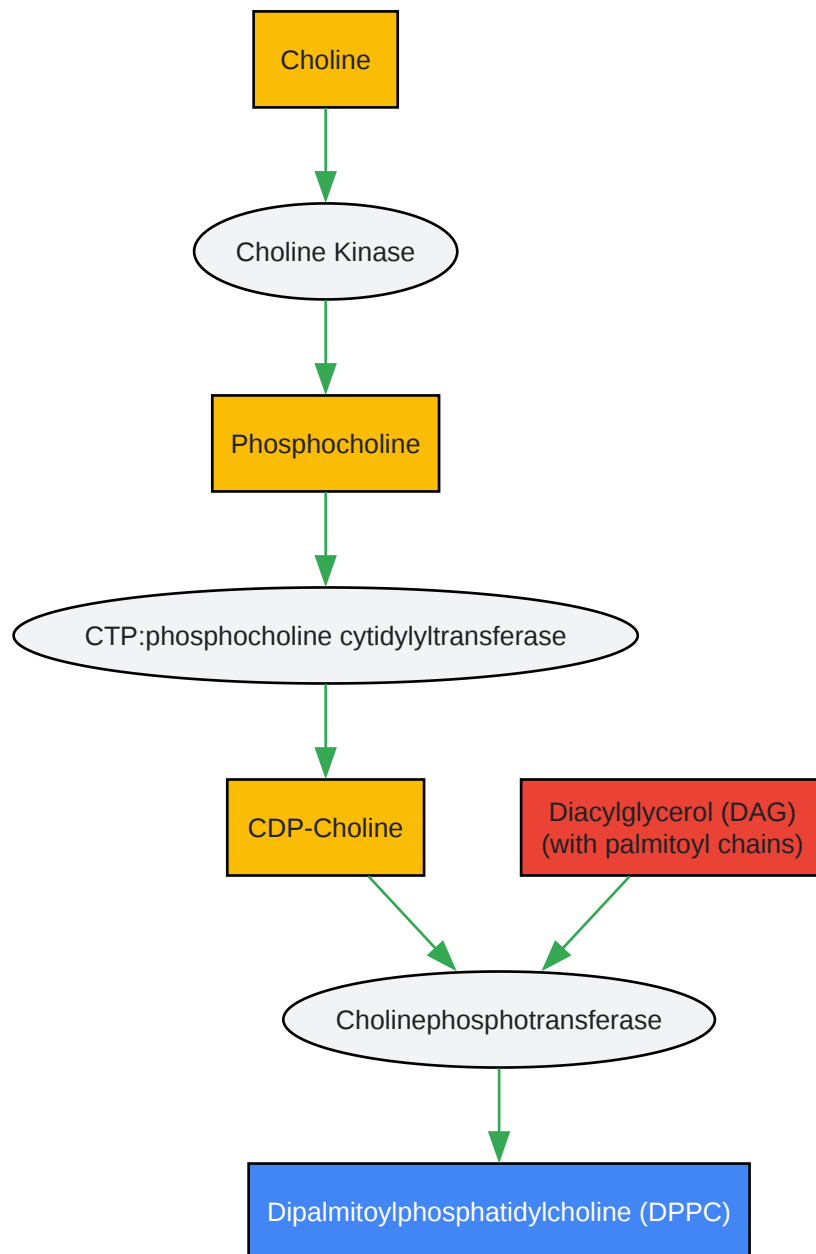 Choline
Choline Kinase
Phosphocholine
CTP:phosphocholine cytidylyltransferase
CDP-Choline
Diacylglycerol (DAG)
(with palmitoyl chains)
Cholinephosphotransferase
Dipalmitoylphosphatidylcholine (DPPC)